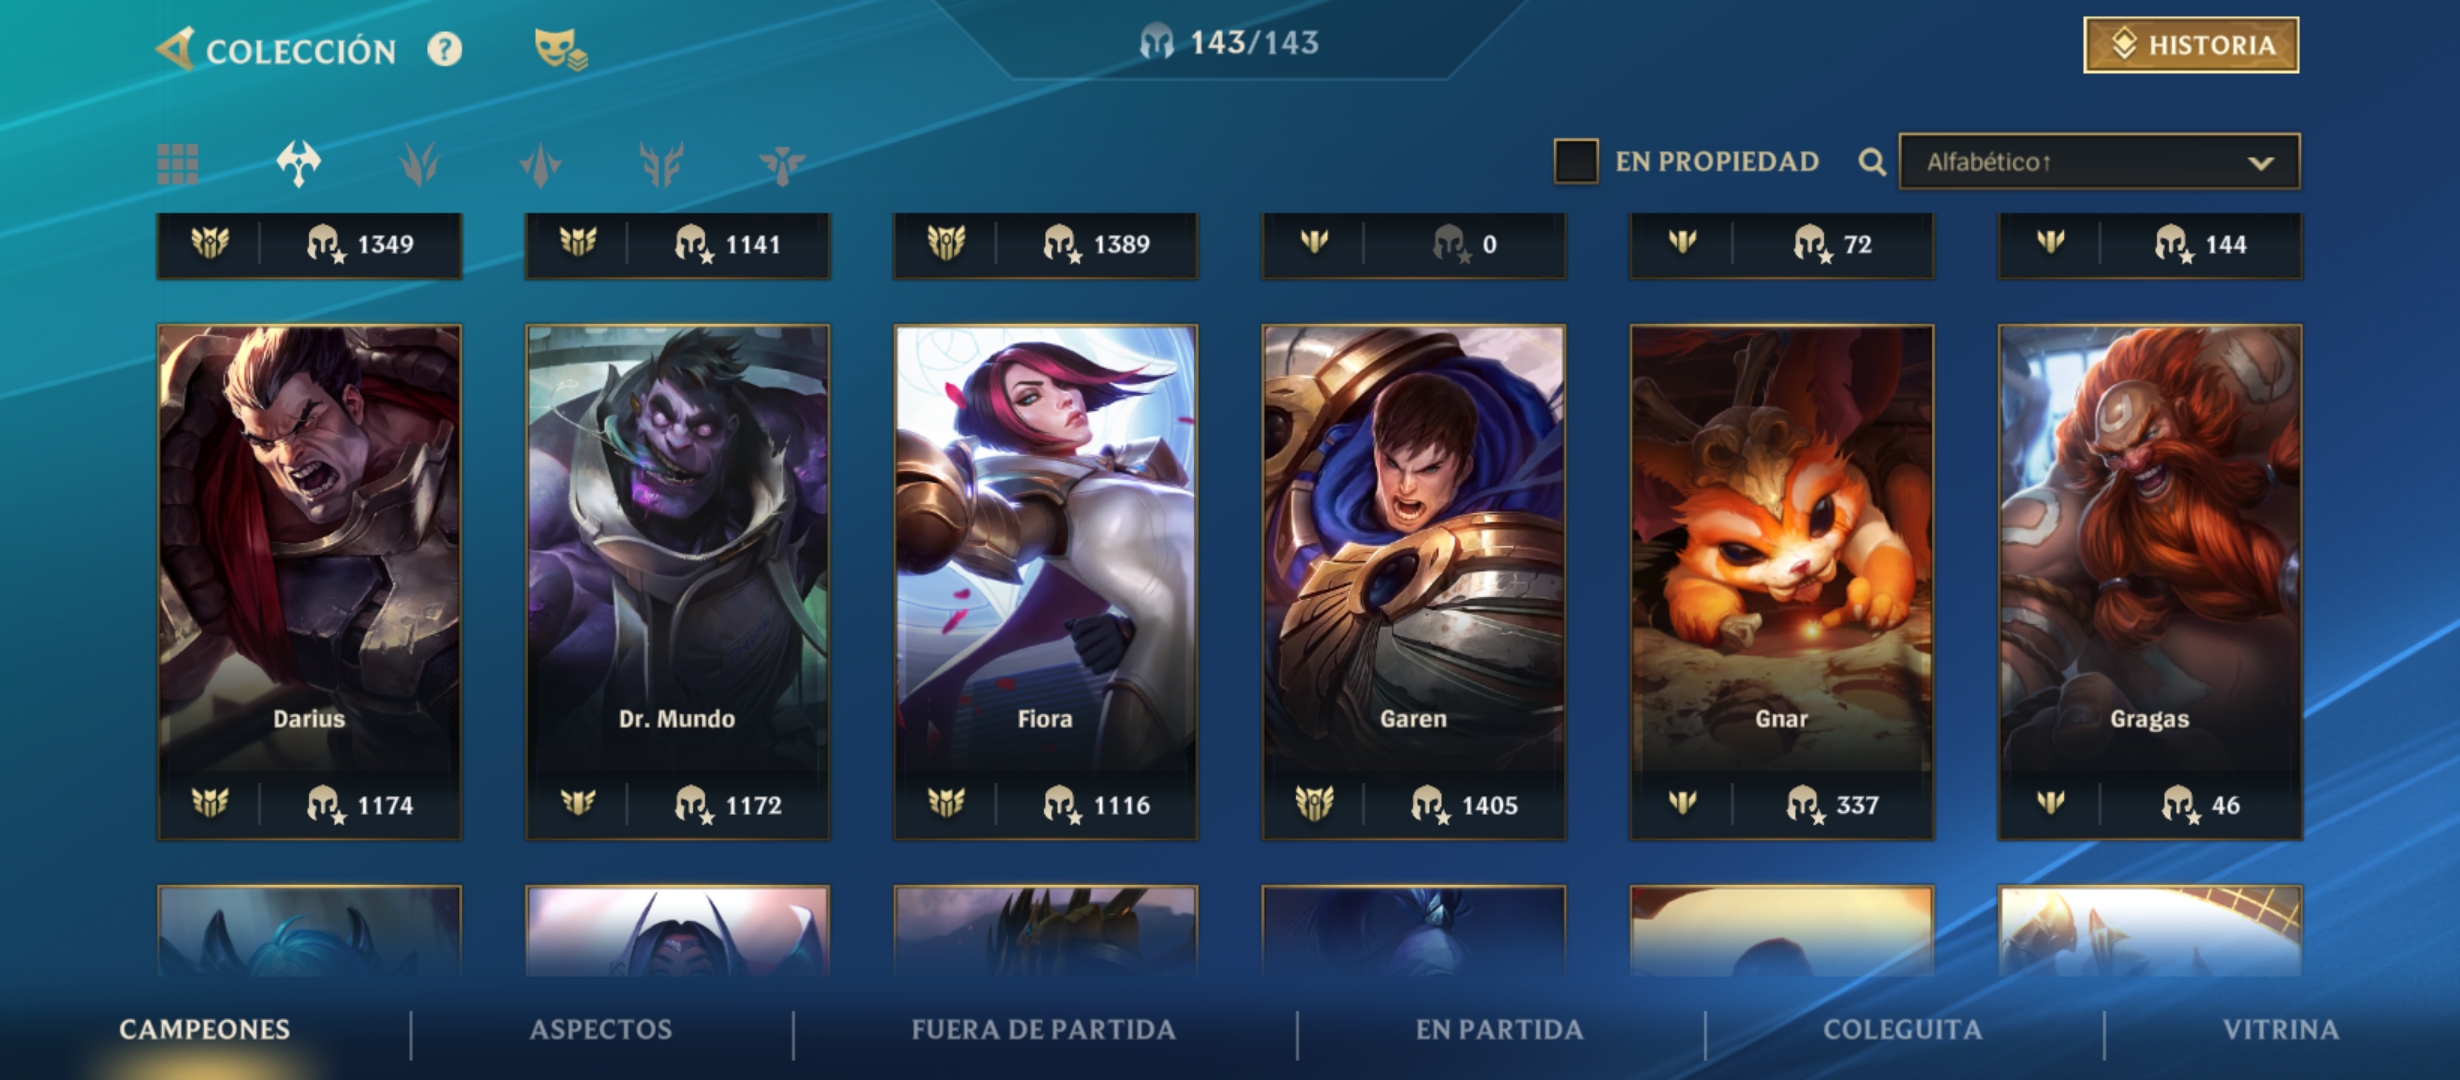 COLECCIÓN ?
143/143
HISTORIA
EN PROPIEDAD
Alfabético↑
1349
1141
1389
0
72
144
Darius
Dr. Mundo
Fiora
Garen
Gnar
Gragas
1174
1172
1116
1405
337
46
CAMPEONES
ASPECTOS
FUERA DE PARTIDA
EN PARTIDA
COLEGUITA
VITRINA